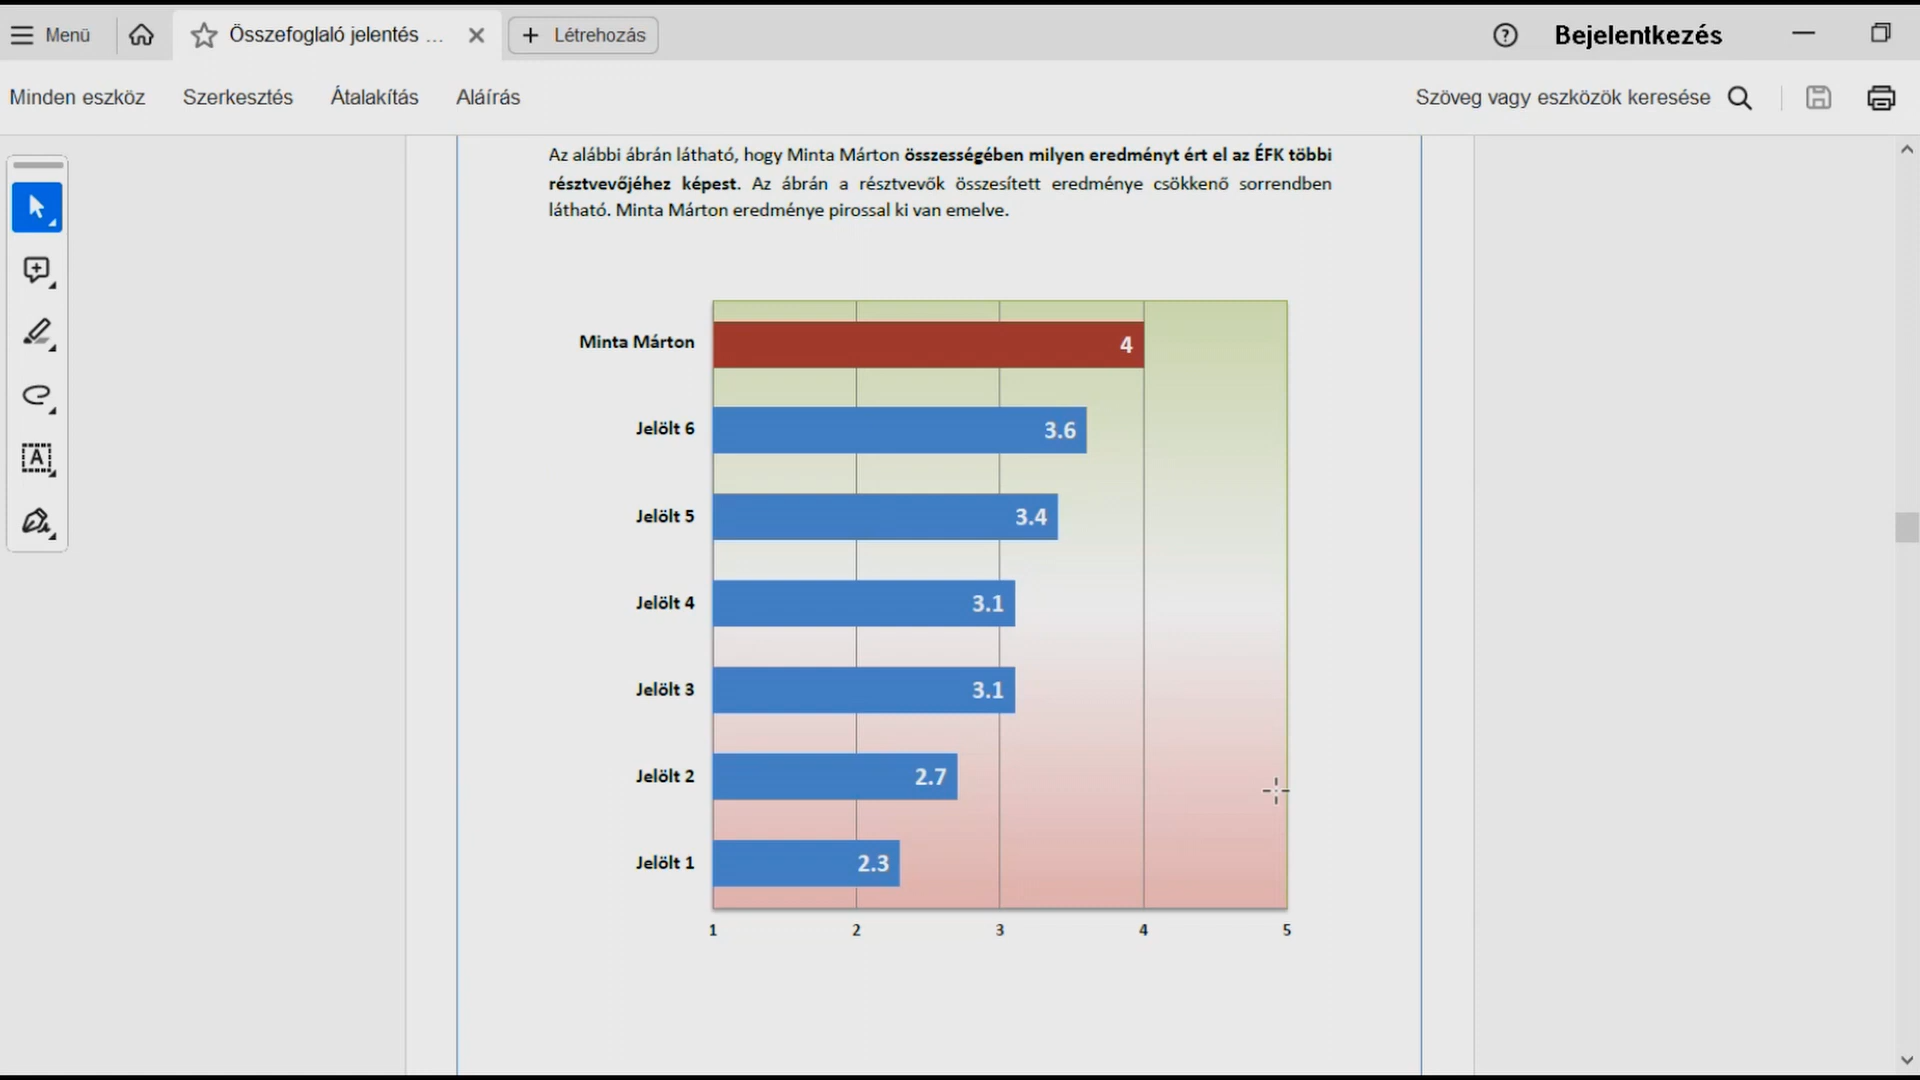 Menü
Összefoglaló jelentés ...
Létrehozás
Bejelentkezés
Minden eszköz
Szerkesztés
Átalakítás
Aláírás
Szöveg vagy eszközök keresése
Az alábbi ábrán látható, hogy Minta Márton összességében milyen eredményt ért el az ÉFK többi
résztvevőjéhez képest. Az ábrán a résztvevők összesített eredménye csökkenő sorrendben
látható. Minta Márton eredménye pirossal ki van emelve.
Minta Márton 4
Jelölt 6 3.6
Jelölt 5 3.4
Jelölt 4 3.1
Jelölt 3 3.1
Jelölt 2 2.7
Jelölt 1 2.3
1 2 3 4 5